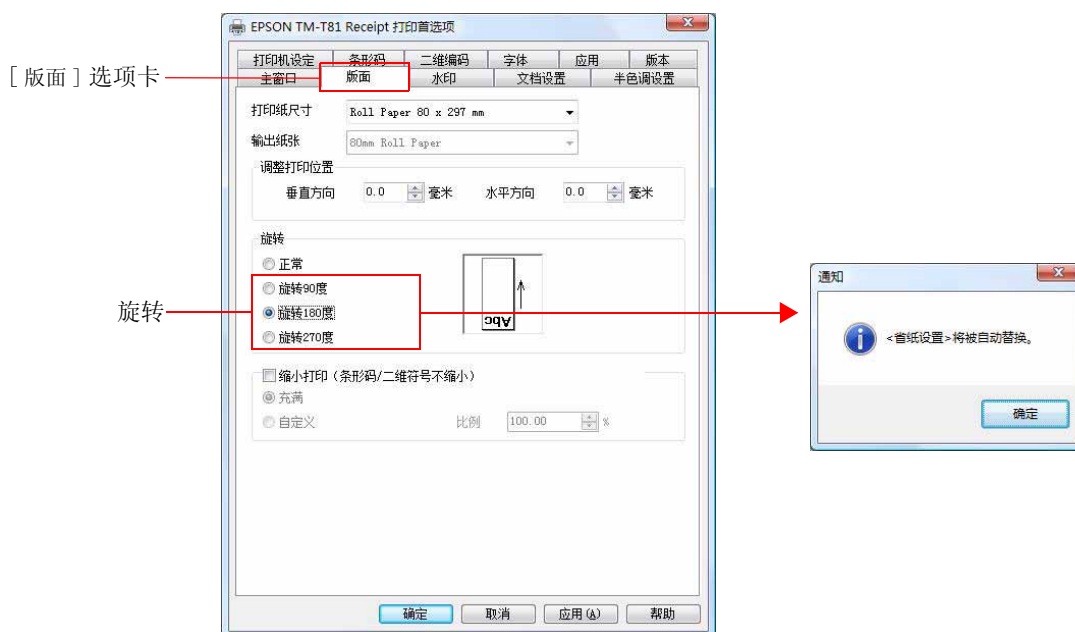 EPSON TM-T81 Receipt 打印首选项
打印机设定 条形码 二维编码 字体 应用 版本
[ 版面 ] 选项卡
主窗口 版面 水印 文档设置 半色调设置
打印纸尺寸 Roll Paper 80 x 297 mm
输出纸张 80mm Roll Paper
调整打印位置
垂直方向 0.0 毫米 水平方向 0.0 毫米
旋转
正常
旋转90度
旋转
旋转180度
旋转270度
Abc
通知
<省纸设置>将被自动替换。
确定
缩小打印（条形码/二维符号不缩小）
充满
自定义 比例 100.00 %
确定 取消 应用(A) 帮助